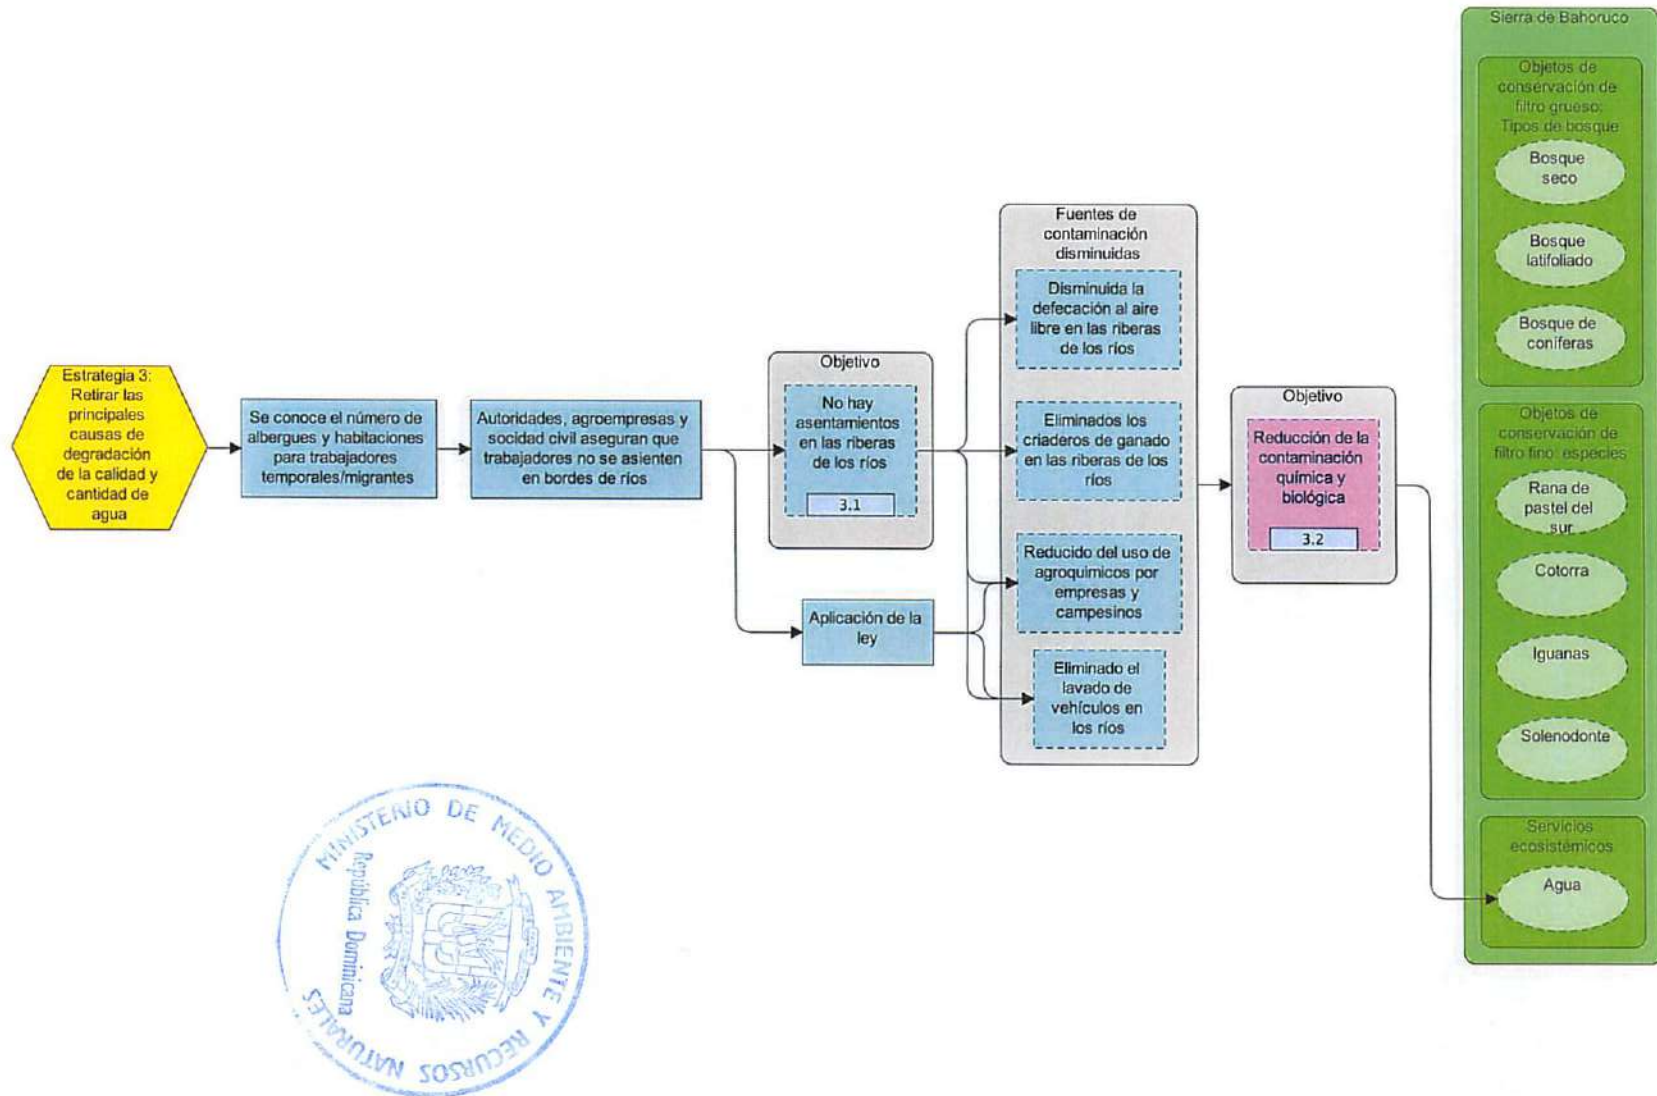 Estrategia 3:
Retirar las
principales
causas de
degradación
de la calidad y
cantidad de
agua
Se conoce el número de
albergues y habitaciones
para trabajadores
temporales/migrantes
Autoridades, agroempresas y
socidad civil aseguran que
trabajadores no se asienten
en bordes de ríos
Objetivo
No hay
asentamientos
en las riberas
de los ríos
3.1
Aplicación de la
ley
Fuentes de
contaminación
disminuidas
Disminuida la
defecación al aire
libre en las riberas
de los ríos
Eliminados los
criaderos de ganado
en las riberas de los
ríos
Reducido del uso de
agroquímicos por
empresas y
campesinos
Eliminado el
lavado de
vehículos en
los ríos
Objetivo
Reducción de la
contaminación
química y
biológica
3.2
Sierra de Bahoruco
Objetos de
conservación de
filtro grueso:
Tipos de bosque
Bosque
seco
Bosque
latifoliado
Bosque de
coníferas
Objetos de
conservación de
filtro fino: especies
Rana de
pastel del
sur
Cotorra
Iguanas
Solenodonte
Servicios
ecosistémicos
Agua
MINISTERIO DE MEDIO AMBIENTE Y RECURSOS NATURALES
República Dominicana